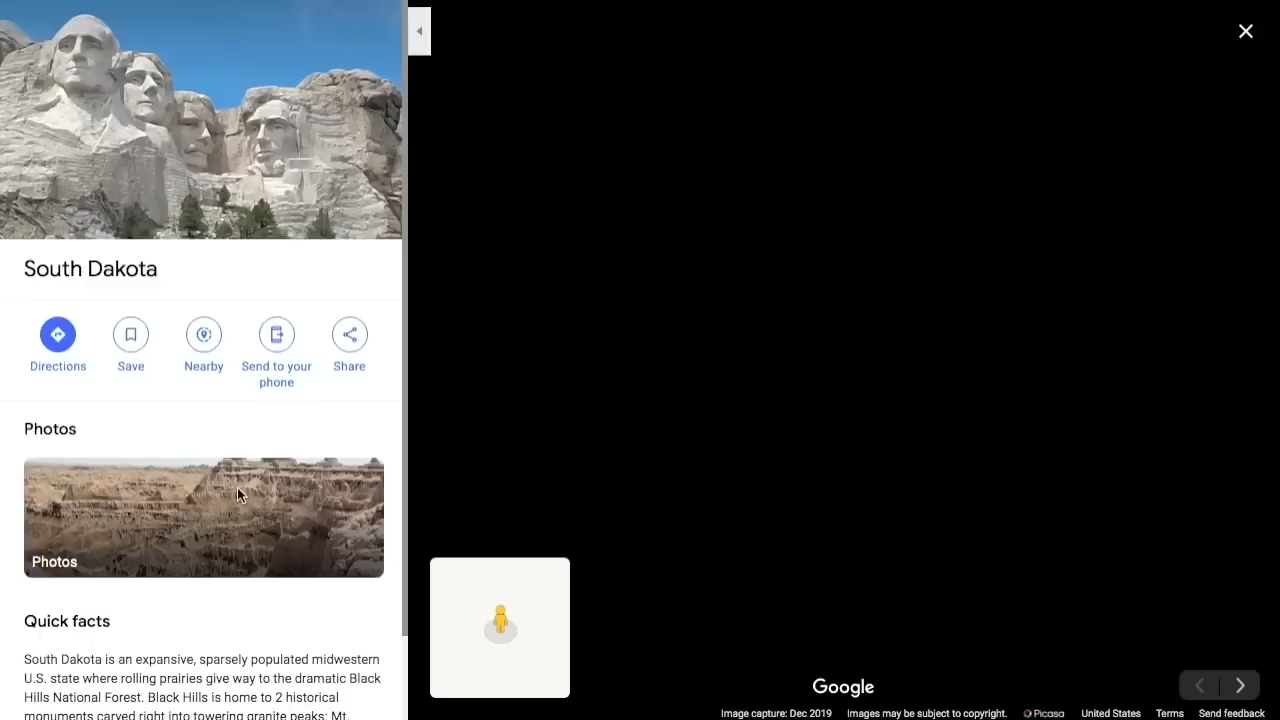 South Dakota
Directions
Save
Nearby
Send to your
phone
Share
Photos
Photos
Quick facts
South Dakota is an expansive, sparsely populated midwestern
U.S. state where rolling prairies give way to the dramatic Black
Hills National Forest. Black Hills is home to 2 historical
monuments carved right into towering granite peaks: Mt.
Google
Image capture: Dec 2019 Images may be subject to copyright. Picasa United States Terms Send feedback